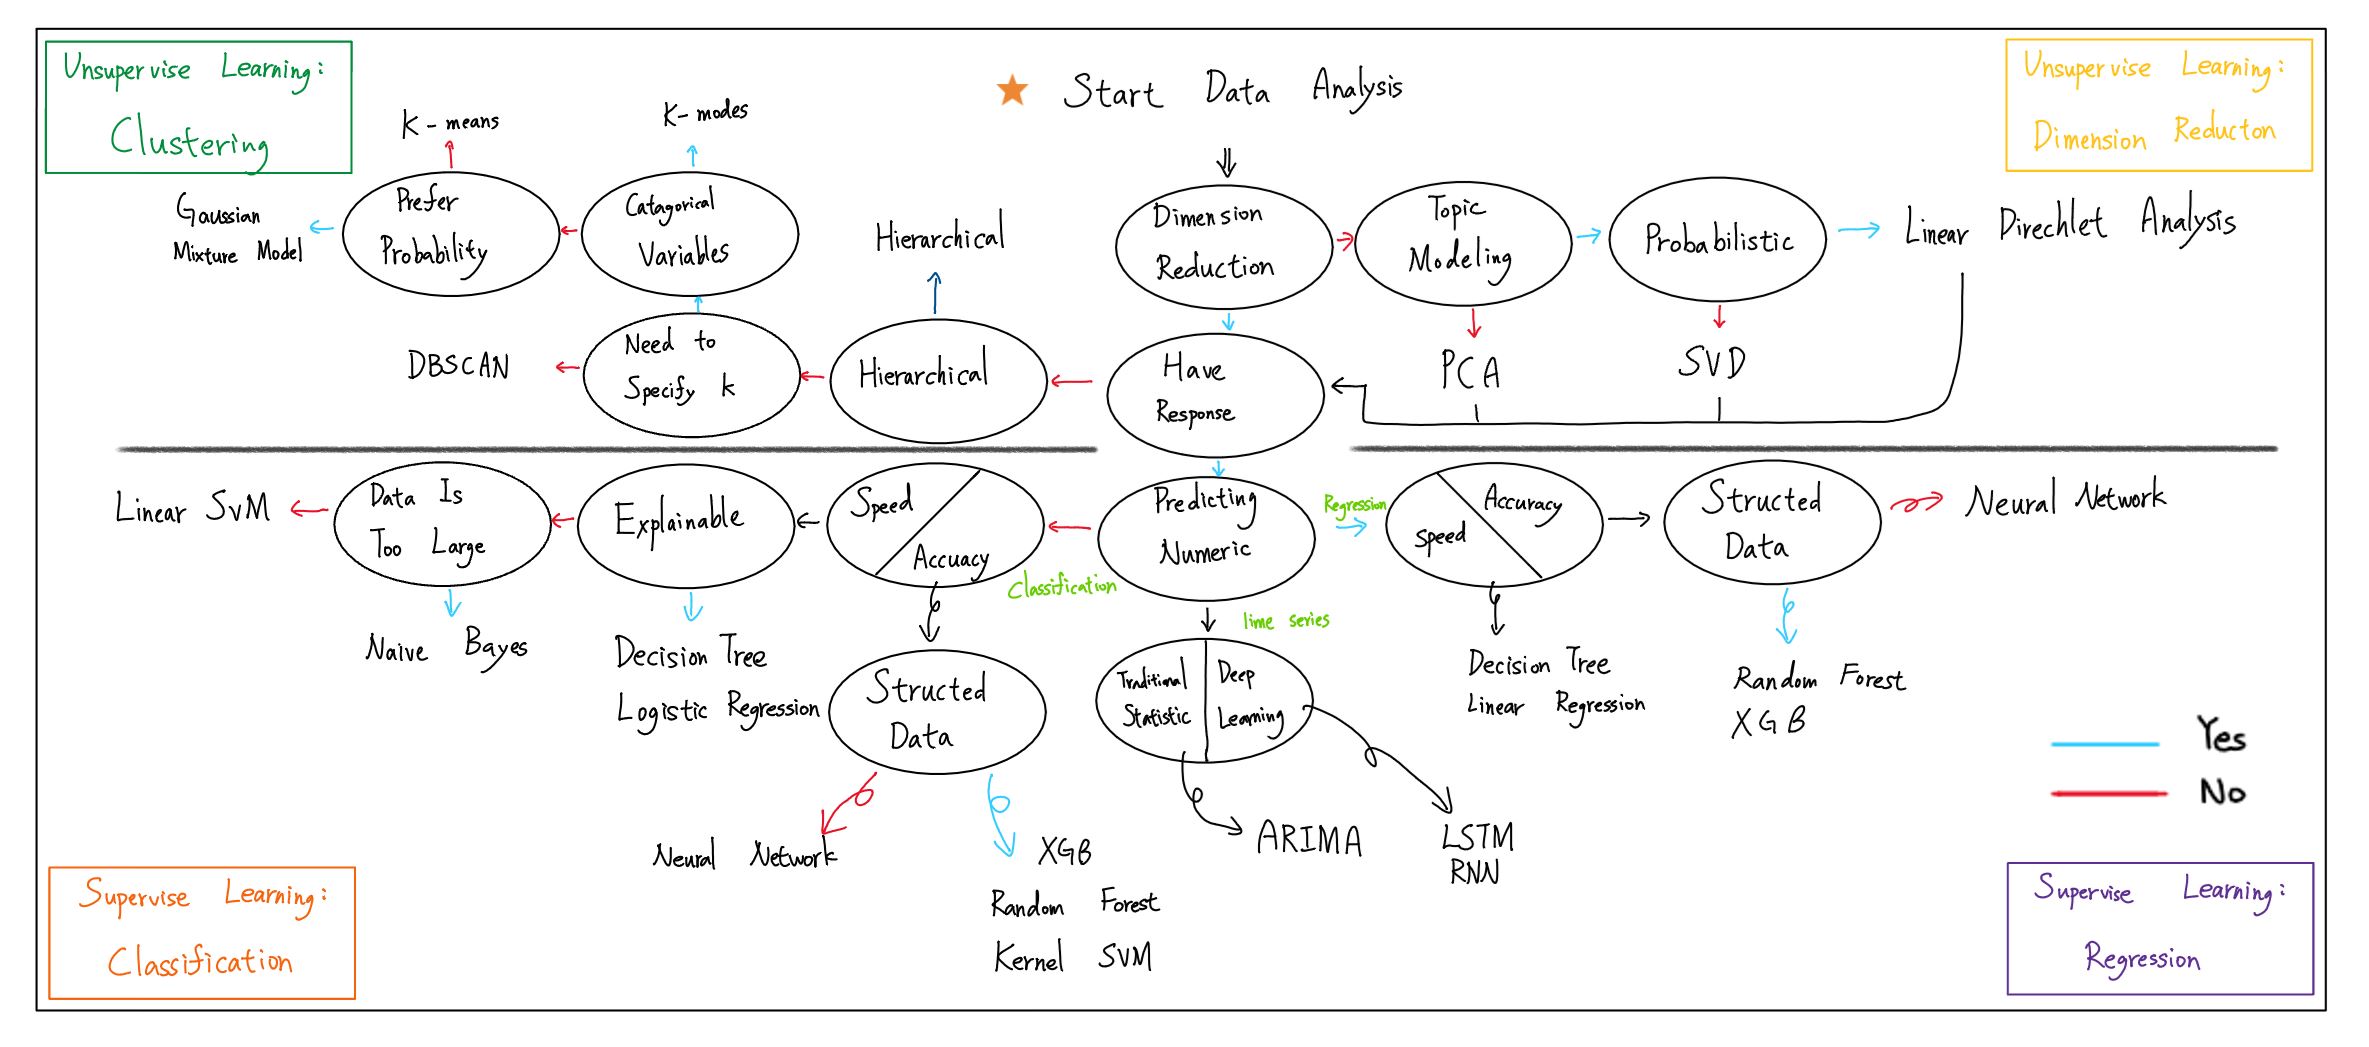 Unsupervise Learning:
Clustering
★ Start Data Analysis
Unsupervise Learning:
Dimension Reducton
K-means
K-modes
Gaussian
Mixture Model
Prefer
Probability
Catagorical
Variables
Hierarchical
Dimension
Reduction
Topic
Modeling
Probabilistic
Linear Direchlet Analysis
DBSCAN
Need to
Specify k
Hierarchical
Have
Response
PCA
SVD
Linear SVM
Data Is
Too Large
Explainable
Speed
Accuacy
Classification
Predicting
Numeric
Regression
Accuracy
Speed
Structed
Data
Neural Network
Naive Bayes
Decision Tree
Logistic Regression
Structed
Data
time series
Traditional
Statistic
Deep
Learning
Decision Tree
Linear Regression
Random Forest
XGB
Yes
No
Neural Network
XGB
Random Forest
Kernel SVM
ARIMA
LSTM
RNN
Supervise Learning:
Classification
Supervise Learning:
Regression